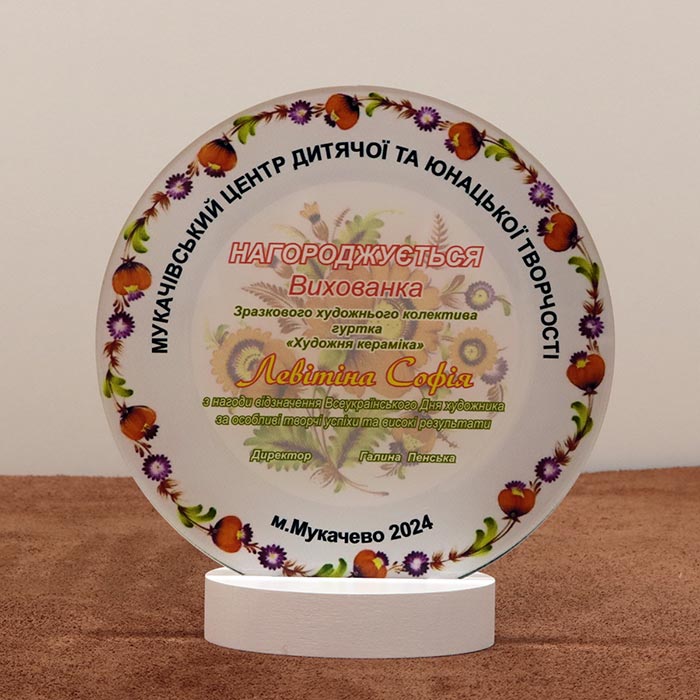 МУКАЧІВСЬКИЙ ЦЕНТР ДИТЯЧОЇ ТА ЮНАЦЬКОЇ ТВОРЧОСТІ
НАГОРОДЖУЄТЬСЯ
Вихованка
Зразкового художнього колектива
гуртка
«Художня кераміка»
Левітіна Софія
з нагоди відзначення Всеукраїнського Дня художника
за особливі творчі успіхи та високі результати
Директор Галина Пенська
м.Мукачево 2024